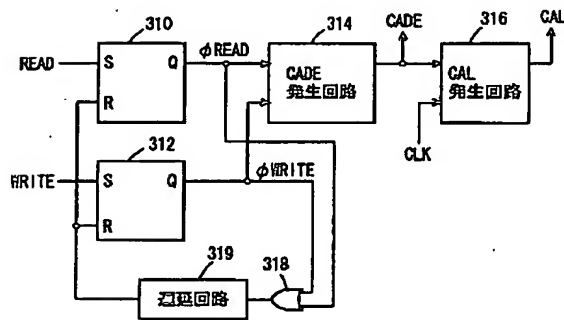 310
READ
S
Q
φREAD
R
312
WRITE
S
Q
φWRITE
R
314
CADE
発生回路
CADE
316
CAL
発生回路
CAL
CLK
319
遅延回路
318